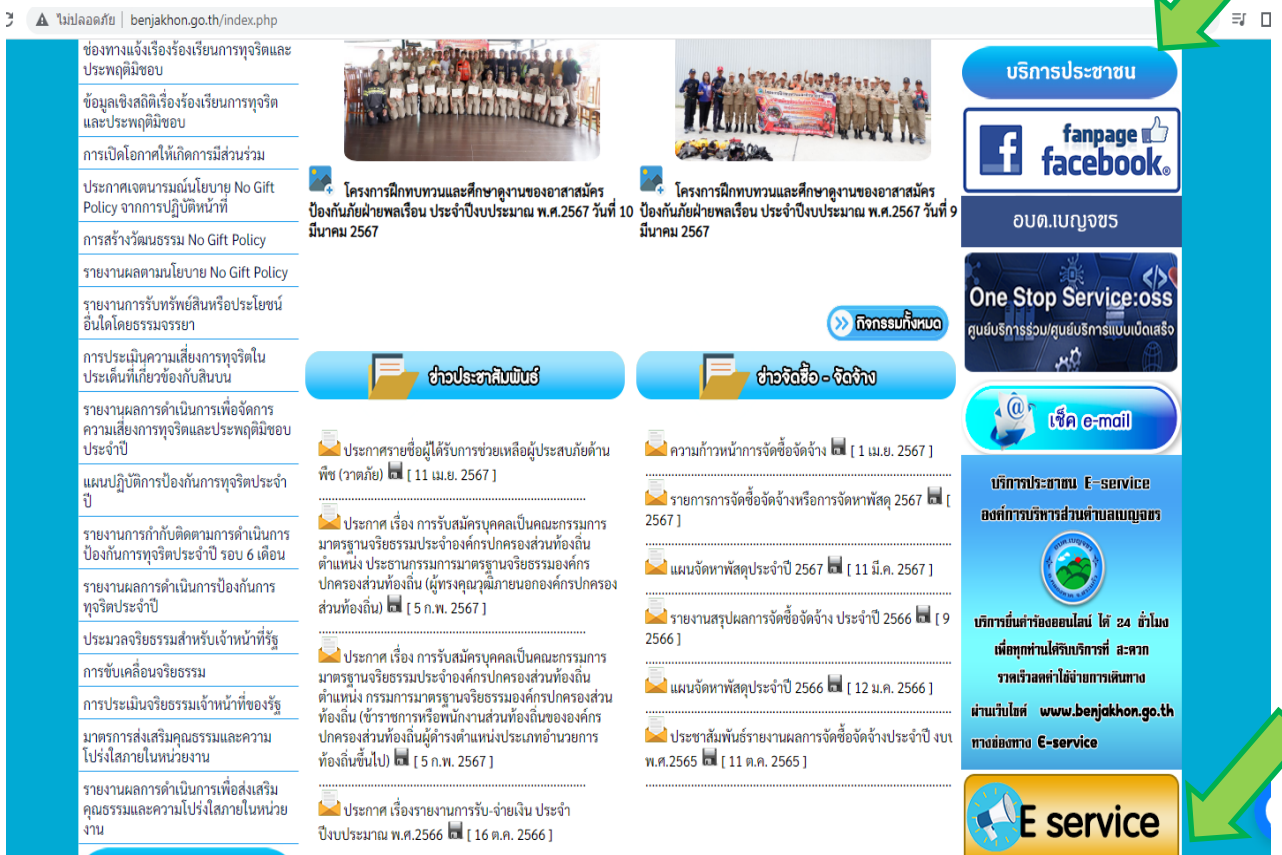 ไม่ปลอดภัย | benjakhon.go.th/index.php
ช่องทางแจ้งเรื่องร้องเรียนการทุจริตและ
ประพฤติมิชอบ
ข้อมูลเชิงสถิติเรื่องร้องเรียนการทุจริต
และประพฤติมิชอบ
การเปิดโอกาสให้เกิดการมีส่วนร่วม
ประกาศเจตนารมณ์นโยบาย No Gift
Policy จากการปฏิบัติหน้าที่
การสร้างวัฒนธรรม No Gift Policy
รายงานผลตามนโยบาย No Gift Policy
รายงานการรับทรัพย์สินหรือประโยชน์
อื่นใดโดยธรรมจรรยา
การประเมินความเสี่ยงการทุจริตใน
ประเด็นที่เกี่ยวข้องกับสินบน
รายงานผลการดำเนินการเพื่อจัดการ
ความเสี่ยงการทุจริตและประพฤติมิชอบ
ประจำปี
แผนปฏิบัติการป้องกันการทุจริตประจำ
ปี
รายงานการกำกับติดตามการดำเนินการ
ป้องกันการทุจริตประจำปี รอบ 6 เดือน
รายงานผลการดำเนินการป้องกันการ
ทุจริตประจำปี
ประมวลจริยธรรมสำหรับเจ้าหน้าที่รัฐ
การขับเคลื่อนจริยธรรม
การประเมินจริยธรรมเจ้าหน้าที่ของรัฐ
มาตรการส่งเสริมคุณธรรมและความ
โปร่งใสภายในหน่วยงาน
รายงานผลการดำเนินการเพื่อส่งเสริม
คุณธรรมและความโปร่งใสภายในหน่วย
งาน
โครงการฝึกทบทวนและศึกษาดูงานของอาสาสมัคร
ป้องกันภัยฝ่ายพลเรือน ประจำปีงบประมาณ พ.ศ.2567 วันที่ 10
มีนาคม 2567
โครงการฝึกทบทวนและศึกษาดูงานของอาสาสมัคร
ป้องกันภัยฝ่ายพลเรือน ประจำปีงบประมาณ พ.ศ.2567 วันที่ 9
มีนาคม 2567
กิจกรรมทั้งหมด
ข่าวประชาสัมพันธ์
ประกาศรายชื่อผู้ได้รับการช่วยเหลือผู้ประสบภัยด้าน
พืช (วาตภัย) [ 11 เม.ย. 2567 ]
ประกาศ เรื่อง การรับสมัครบุคคลเป็นคณะกรรมการ
มาตรฐานจริยธรรมประจำองค์กรปกครองส่วนท้องถิ่น
ตำแหน่ง ประธานกรรมการมาตรฐานจริยธรรมองค์กร
ปกครองส่วนท้องถิ่น (ผู้ทรงคุณวุฒิภายนอกองค์กรปกครอง
ส่วนท้องถิ่น) [ 5 ก.พ. 2567 ]
ประกาศ เรื่อง การรับสมัครบุคคลเป็นคณะกรรมการ
มาตรฐานจริยธรรมประจำองค์กรปกครองส่วนท้องถิ่น
ตำแหน่ง กรรมการมาตรฐานจริยธรรมองค์กรปกครองส่วน
ท้องถิ่น (ข้าราชการหรือพนักงานส่วนท้องถิ่นขององค์กร
ปกครองส่วนท้องถิ่นผู้ดำรงตำแหน่งประเภทอำนวยการ
ท้องถิ่นขึ้นไป) [ 5 ก.พ. 2567 ]
ประกาศ เรื่องรายงานการรับ-จ่ายเงิน ประจำ
ปีงบประมาณ พ.ศ.2566 [ 16 ต.ค. 2566 ]
ข่าวจัดซื้อ - จัดจ้าง
ความก้าวหน้าการจัดซื้อจัดจ้าง [ 1 เม.ย. 2567 ]
รายการการจัดซื้อจัดจ้างหรือการจัดหาพัสดุ 2567 [
2567 ]
แผนจัดหาพัสดุประจำปี 2567 [ 11 มี.ค. 2567 ]
รายงานสรุปผลการจัดซื้อจัดจ้าง ประจำปี 2566 [ 9
2566 ]
แผนจัดหาพัสดุประจำปี 2566 [ 12 ม.ค. 2566 ]
ประชาสัมพันธ์รายงานผลการจัดซื้อจัดจ้างประจำปี งบป
พ.ศ.2565 [ 11 ต.ค. 2565 ]
บริการประชาชน
fanpage
facebook
อบต.เบญจขร
One Stop Service:oss
ศูนย์บริการร่วม/ศูนย์บริการแบบเบ็ดเสร็จ
เช็ค e-mail
บริการประชาชน E-service
องค์การบริหารส่วนตำบลเบญจขร
บริการยื่นคำร้องออนไลน์ ได้ 24 ชั่วโมง
เพื่อทุกท่านได้รับบริการที่ สะดวก
รวดเร็วลดค่าใช้จ่ายการเดินทาง
ผ่านเว็บไซต์ www.benjakhon.go.th
ทางช่องทาง E-service
E service